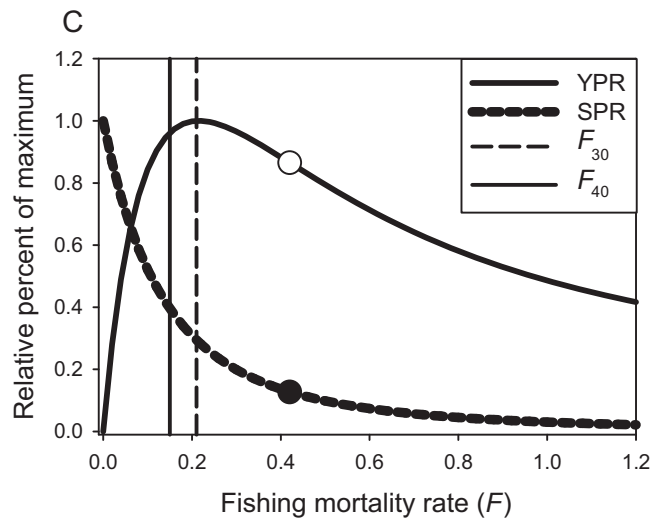 C
1.2
1.0
0.8
0.6
0.4
0.2
0.0
Relative percent of maximum
YPR
SPR
F30
F40
0.0 0.2 0.4 0.6 0.8 1.0 1.2
Fishing mortality rate (F)